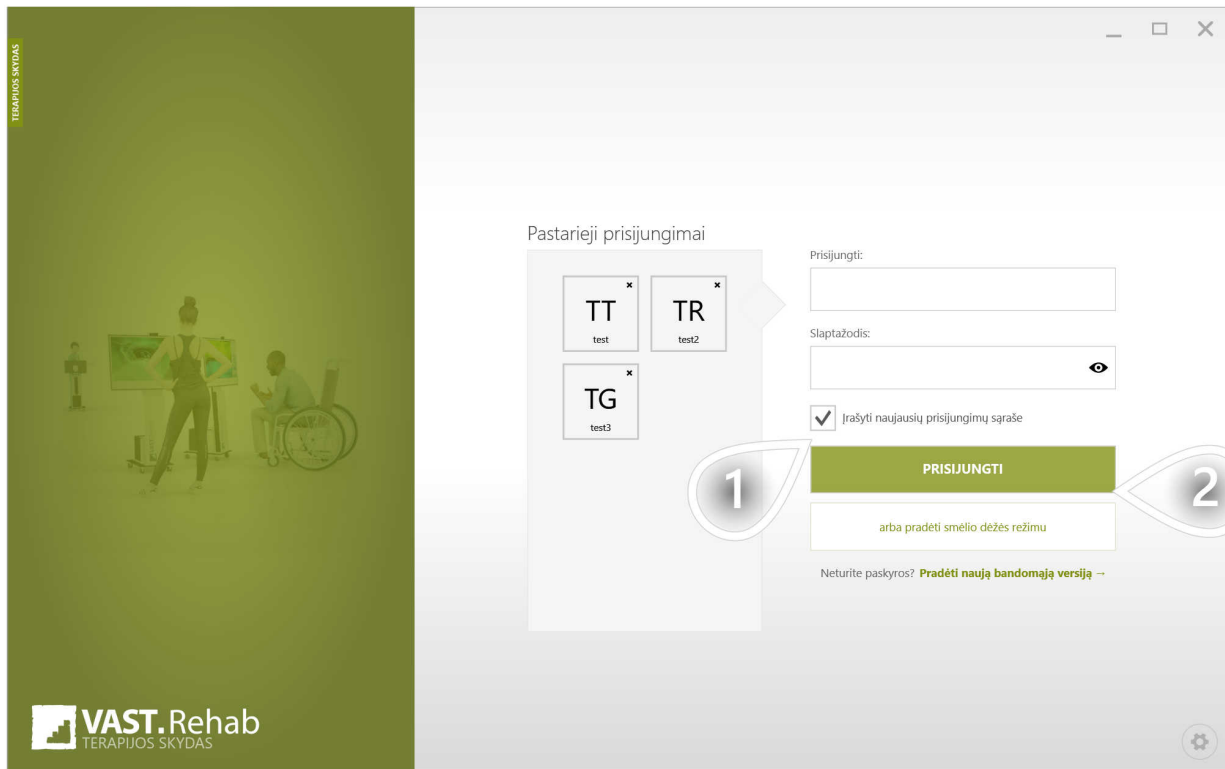 TERAPIJOS SKYDAS
Pastarieji prisijungimai
TT
test
TR
test2
TG
test3
Prisijungti:
Slaptažodis:
Įrašyti naujausių prisijungimų sąraše
PRISIJUNGTI
arba pradėti smėlio dėžės režimu
Neturite paskyros? Pradėti naują bandomąją versiją →
1
2
VAST.Rehab
TERAPIJOS SKYDAS